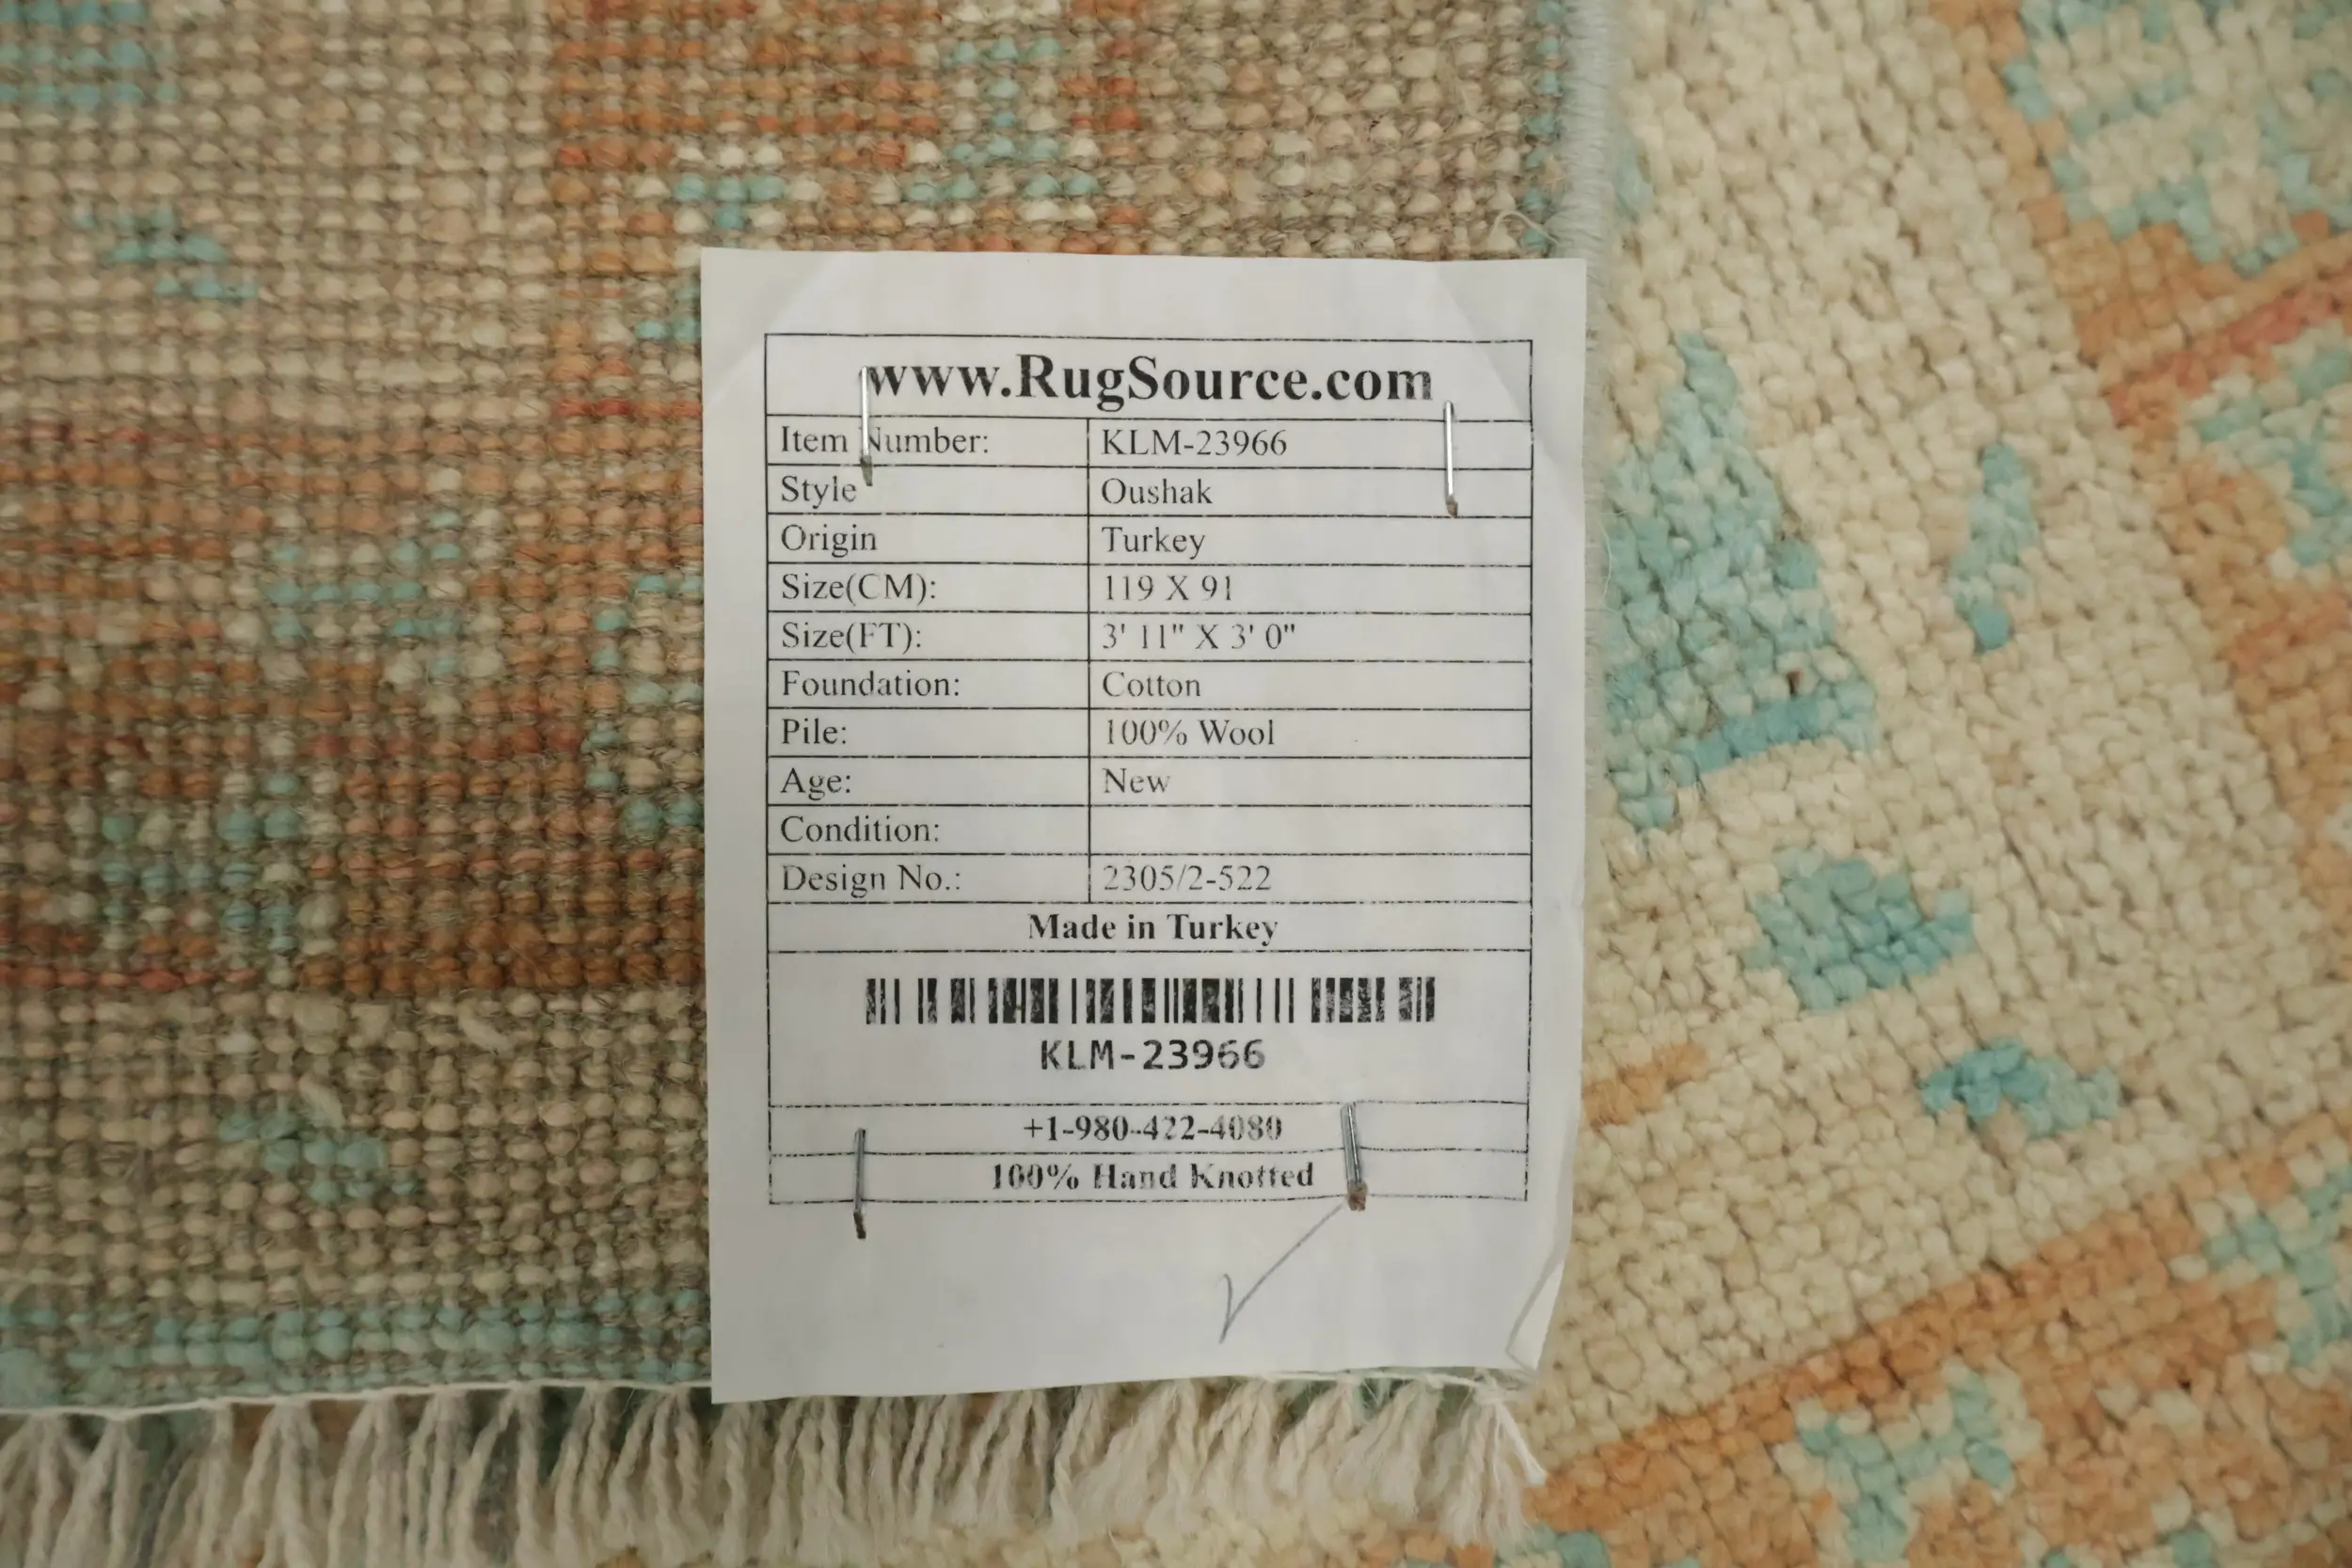 www.RugSource.com
Item Number: KLM-23966
Style Oushak
Origin Turkey
Size(CM): 119 X 91
Size(FT): 3' 11" X 3' 0"
Foundation: Cotton
Pile: 100% Wool
Age: New
Condition:
Design No.: 2305/2-522
Made in Turkey
KLM-23966
+1-980-422-4080
100% Hand Knotted